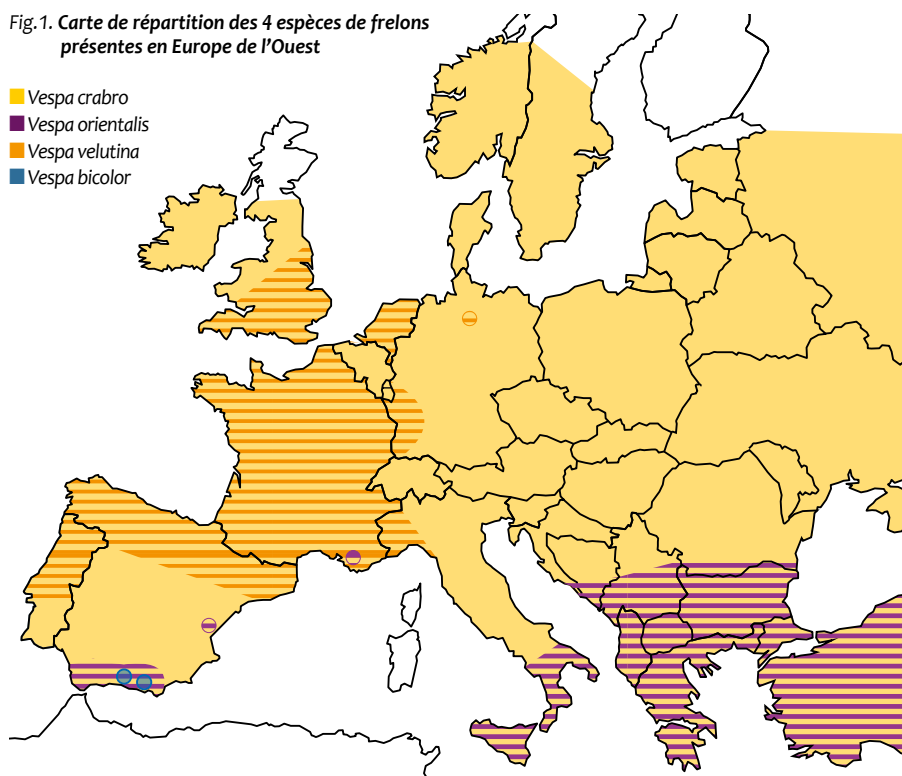 Fig.1. Carte de répartition des 4 espèces de frelons
présentes en Europe de l'Ouest
Vespa crabro
Vespa orientalis
Vespa velutina
Vespa bicolor